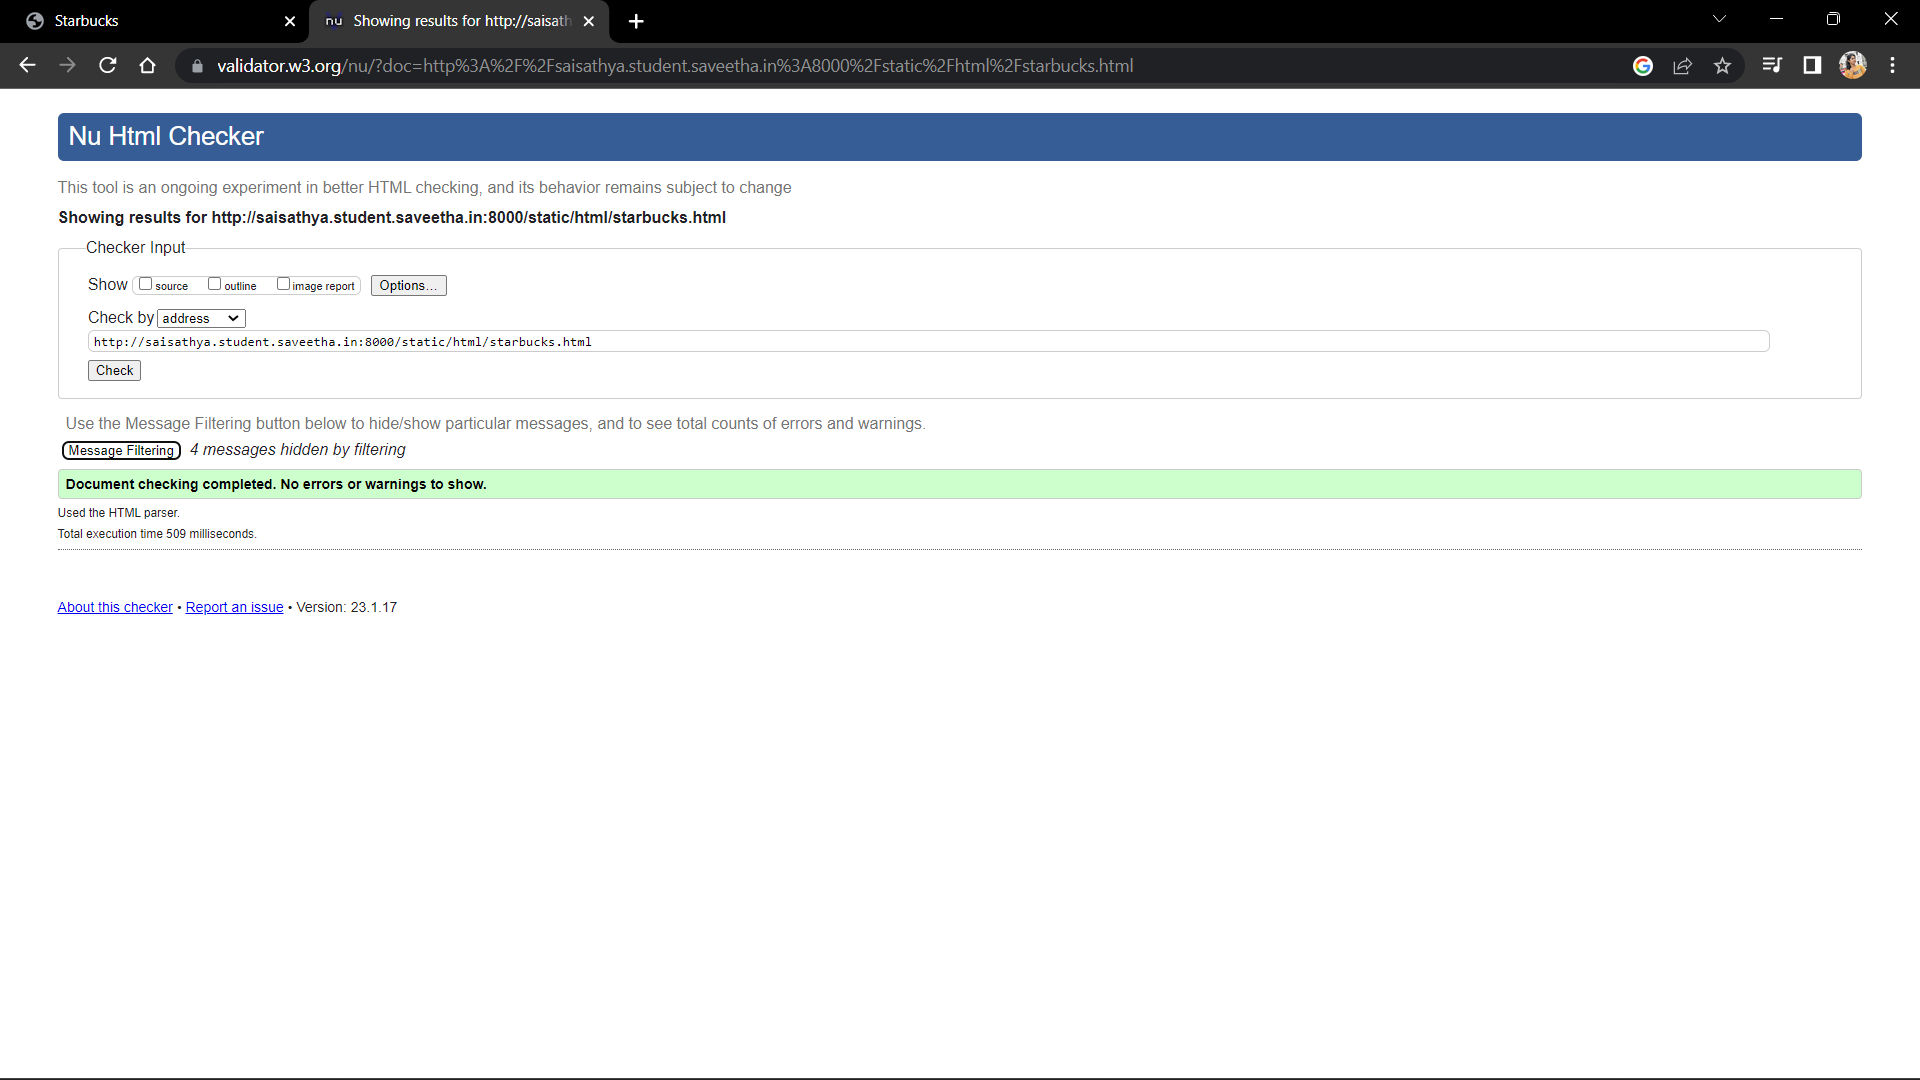 Starbucks
nu Showing results for http://saisath
validator.w3.org/nu/?doc=http%3A%2F%2Fsaisathya.student.saveetha.in%3A8000%2Fstatic%2Fhtml%2Fstarbucks.html
Nu Html Checker
This tool is an ongoing experiment in better HTML checking, and its behavior remains subject to change
Showing results for http://saisathya.student.saveetha.in:8000/static/html/starbucks.html
Checker Input
Show source outline image report Options...
Check by address
http://saisathya.student.saveetha.in:8000/static/html/starbucks.html
Check
Use the Message Filtering button below to hide/show particular messages, and to see total counts of errors and warnings.
Message Filtering 4 messages hidden by filtering
Document checking completed. No errors or warnings to show.
Used the HTML parser.
Total execution time 509 milliseconds.
About this checker • Report an issue • Version: 23.1.17